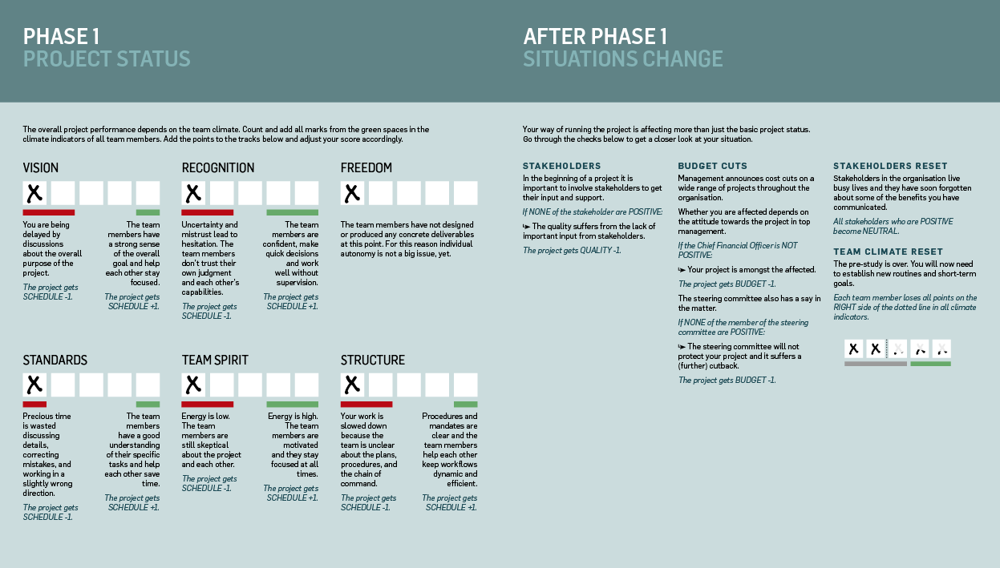 PHASE 1
PROJECT STATUS
The overall project performance depends on the team climate. Count and add all marks from the green spaces in the
climate indicators of all team members. Add the points to the tracks below and adjust your score accordingly.
VISION
You are being
delayed by
discussions
about the overall
purpose of the
project.
The project gets
SCHEDULE -1.
The team
members have
a strong sense
of the overall
goal and help
each other stay
focused.
The project gets
SCHEDULE +1.
RECOGNITION
Uncertainty and
mistrust lead to
hesitation. The
team members
don't trust their
own judgment
and each other's
capabilities.
The project gets
SCHEDULE -1.
The team
members are
confident, make
quick decisions
and work
well without
supervision.
The project gets
SCHEDULE +1.
FREEDOM
The team members have not designed
or produced any concrete deliverables
at this point. For this reason individual
autonomy is not a big issue, yet.
STANDARDS
Precious time
is wasted
discussing
details,
correcting
mistakes, and
working in a
slightly wrong
direction.
The project gets
SCHEDULE -1.
The team
members
have a good
understanding
of their specific
tasks and help
each other save
time.
The project gets
SCHEDULE +1.
TEAM SPIRIT
Energy is low.
The team
members are
still skeptical
about the project
and each other.
The project gets
SCHEDULE -1.
Energy is high.
The team
members are
motivated
and they stay
focused at all
times.
The project gets
SCHEDULE +1.
STRUCTURE
Your work is
slowed down
because the
team is unclear
about the plans,
procedures, and
the chain of
command.
The project gets
SCHEDULE -1.
Procedures and
mandates are
clear and the
team members
help each other
keep workflows
dynamic and
efficient.
The project gets
SCHEDULE +1.
AFTER PHASE 1
SITUATIONS CHANGE
Your way of running the project is affecting more than just the basic project status.
Go through the checks below to get a closer look at your situation.
STAKEHOLDERS
In the beginning of a project it is
important to involve stakeholders to get
their input and support.
If NONE of the stakeholder are POSITIVE:
The quality suffers from the lack of
important input from stakeholders.
The project gets QUALITY -1.
BUDGET CUTS
Management announces cost cuts on a
wide range of projects throughout the
organisation.
Whether you are affected depends on
the attitude towards the project in top
management.
If the Chief Financial Officer is NOT
POSITIVE:
Your project is amongst the affected.
The project gets BUDGET -1.
The steering committee also has a say in
the matter.
If NONE of the member of the steering
committee are POSITIVE:
The steering committee will not
protect your project and it suffers a
(further) cutback.
The project gets BUDGET -1.
STAKEHOLDERS RESET
Stakeholders in the organisation live
busy lives and they have soon forgotten
about some of the benefits you have
communicated.
All stakeholders who are POSITIVE
become NEUTRAL.
TEAM CLIMATE RESET
The pre-study is over. You will now need
to establish new routines and short-term
goals.
Each team member loses all points on the
RIGHT side of the dotted line in all climate
indicators.